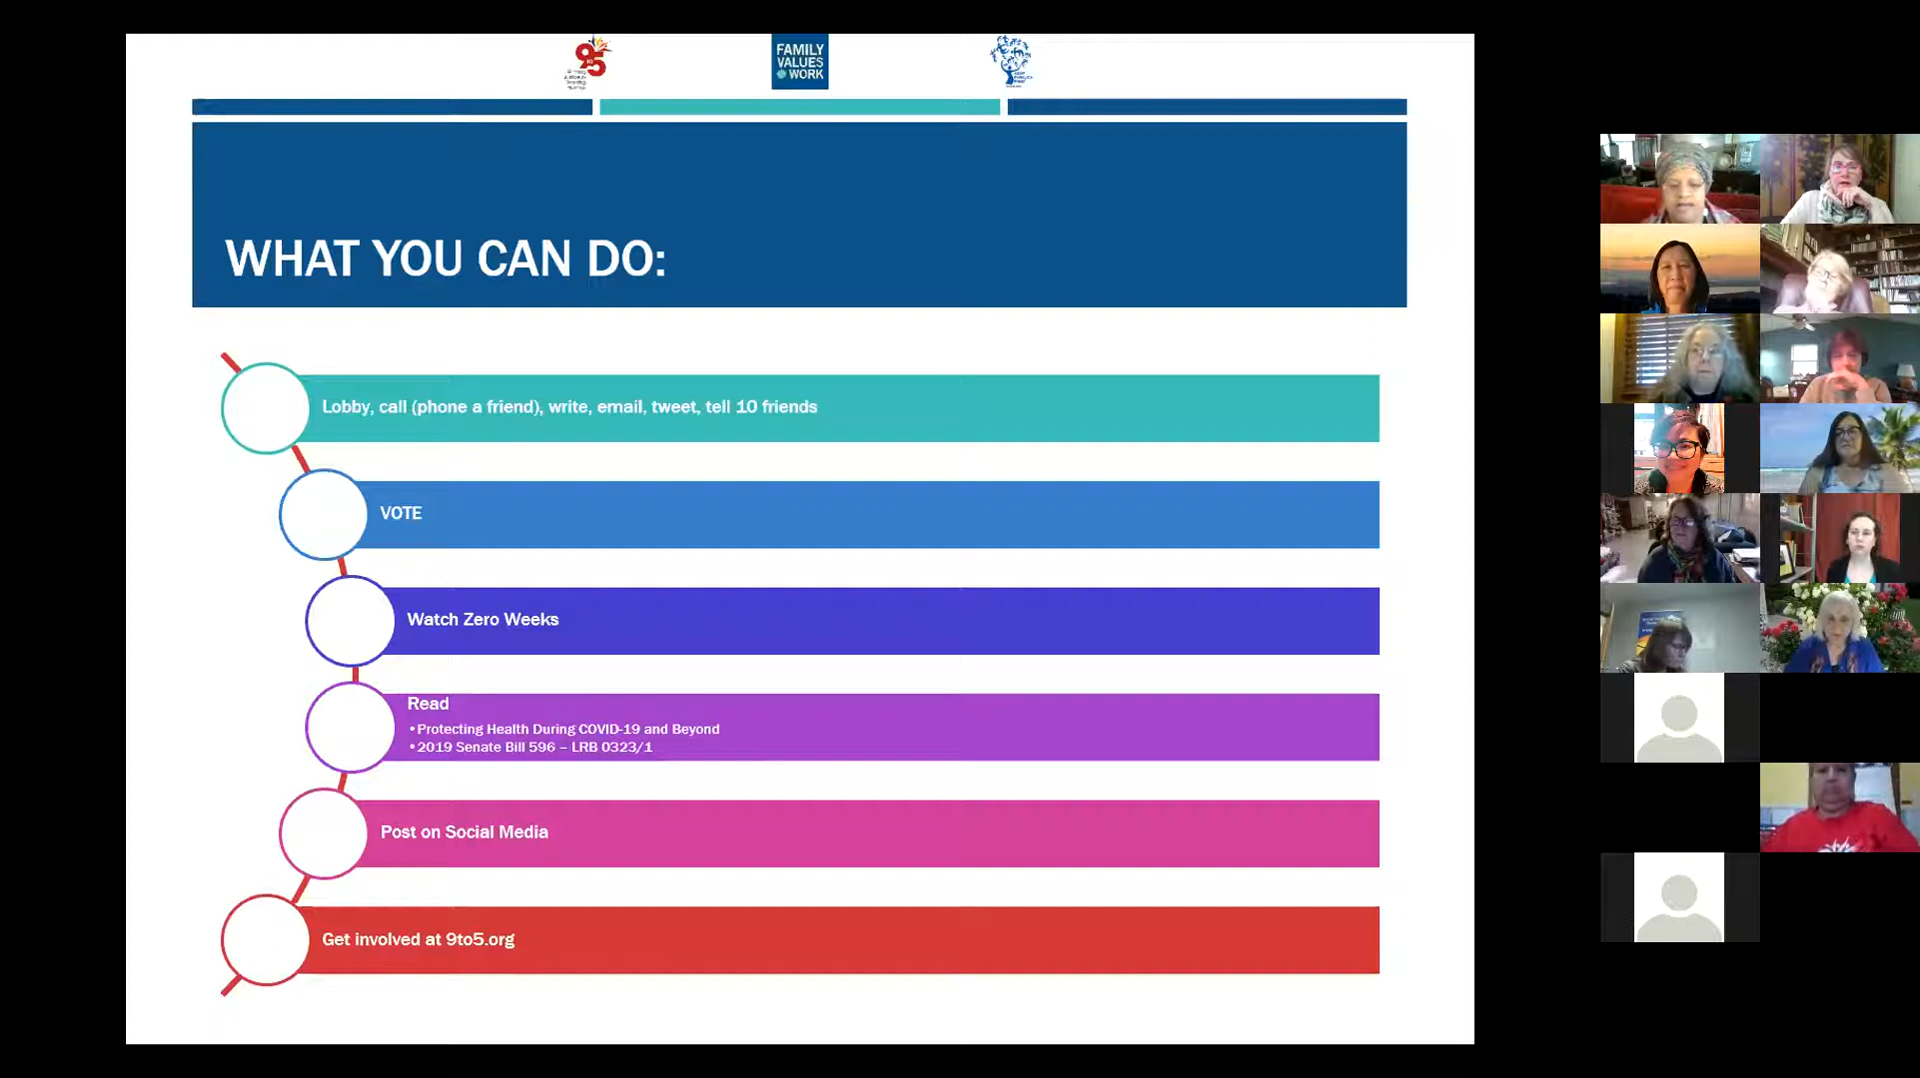 9to5
FAMILY
VALUES
@WORK
WHAT YOU CAN DO:
Lobby, call (phone a friend), write, email, tweet, tell 10 friends
VOTE
Watch Zero Weeks
Read
•Protecting Health During COVID-19 and Beyond
•2019 Senate Bill 596 – LRB 0323/1
Post on Social Media
Get involved at 9to5.org